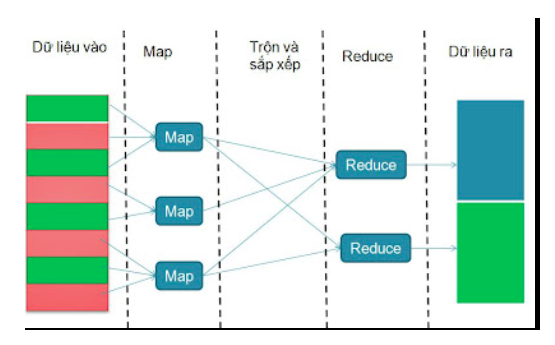 Dữ liệu vào
Map
Trộn và
sắp xếp
Reduce
Dữ liệu ra
Map
Map
Map
Reduce
Reduce